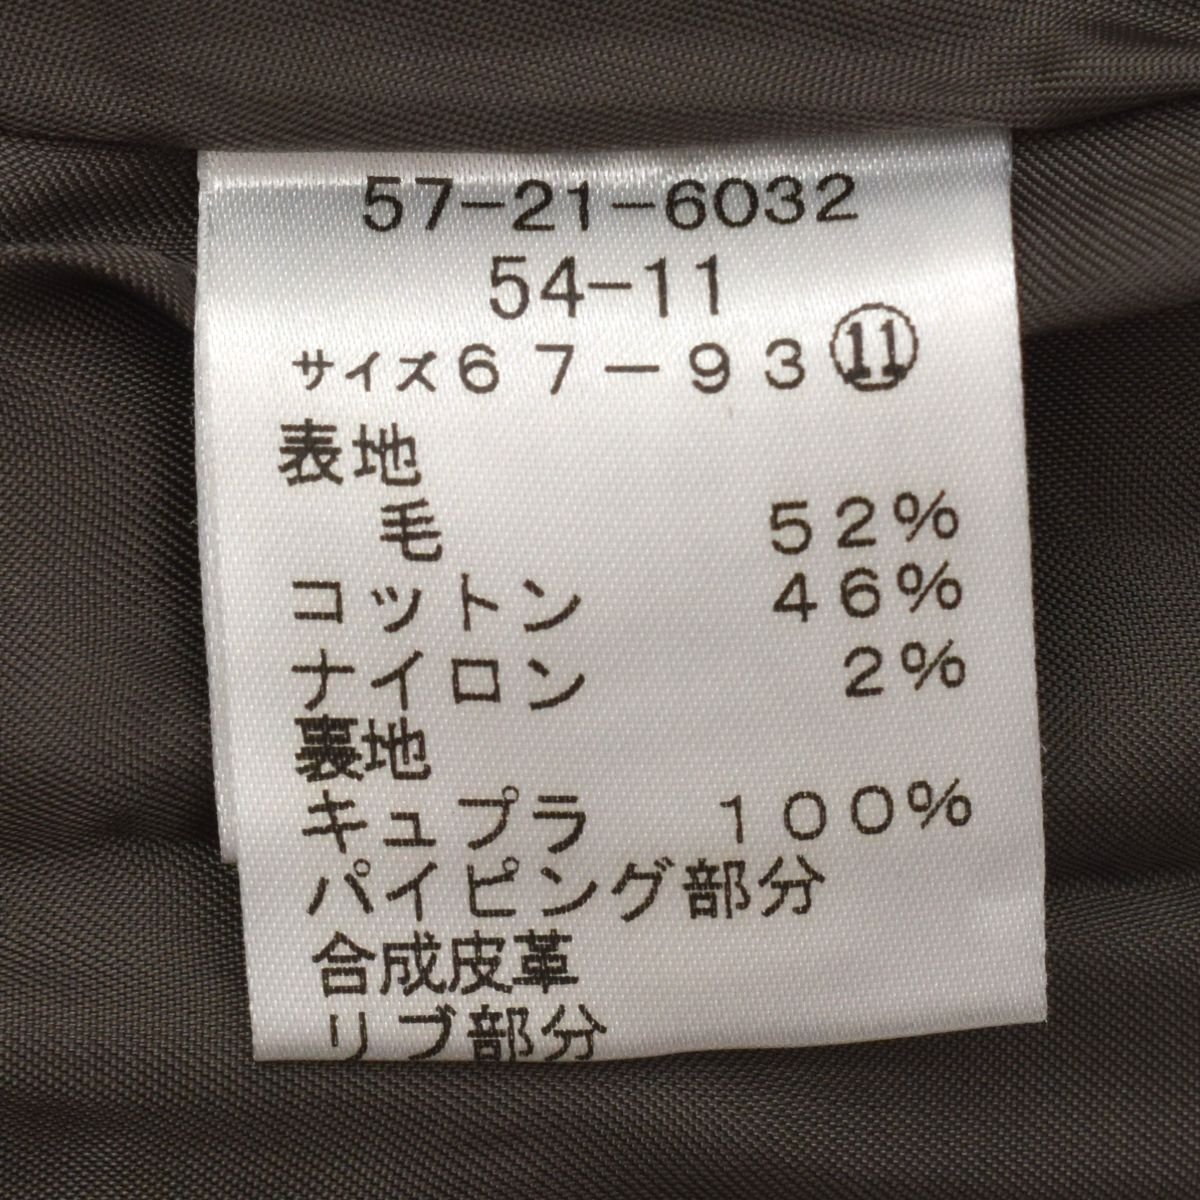 57-21-6032
54-11
サイズ67-93⑪
表地
毛 52%
コットン 46%
ナイロン 2%
裏地
キュプラ 100%
パイピング部分
合成皮革
リブ部分